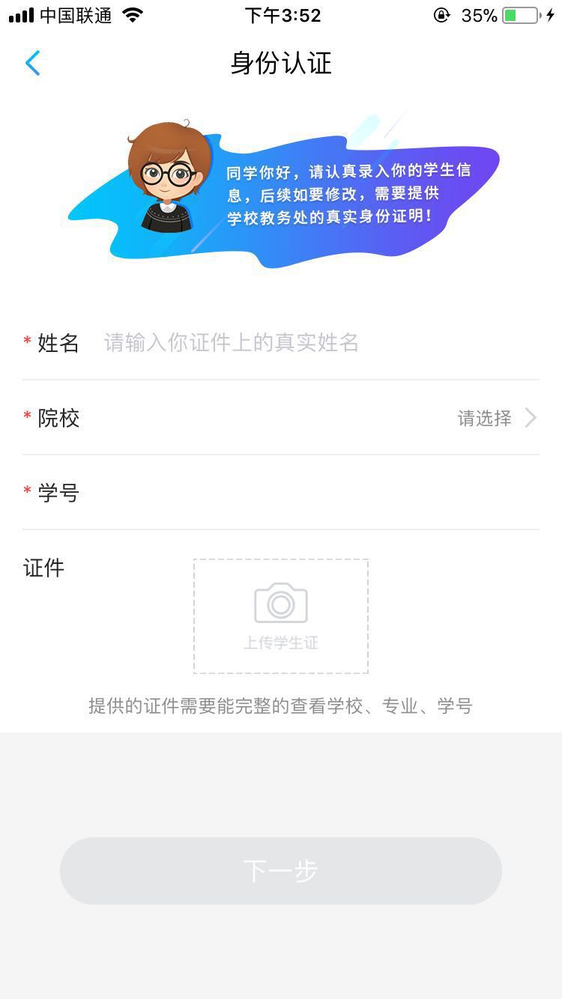 中国联通
下午3:52
35%
身份认证
同学你好，请认真录入你的学生信
息，后续如要修改，需要提供
学校教务处的真实身份证明！
* 姓名 请输入你证件上的真实姓名
* 院校 请选择
* 学号
证件
上传学生证
提供的证件需要能完整的查看学校、专业、学号
下一步